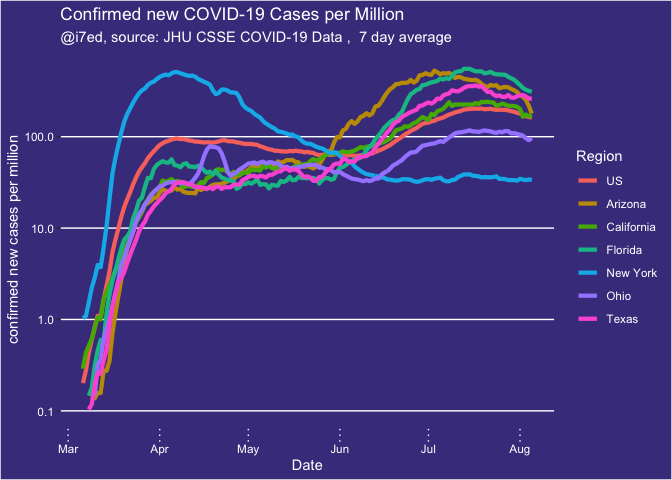 Confirmed new COVID-19 Cases per Million
@i7ed, source: JHU CSSE COVID-19 Data , 7 day average
confirmed new cases per million
100.0
10.0
1.0
0.1
Mar Apr May Jun Jul Aug
Date
Region
US
Arizona
California
Florida
New York
Ohio
Texas